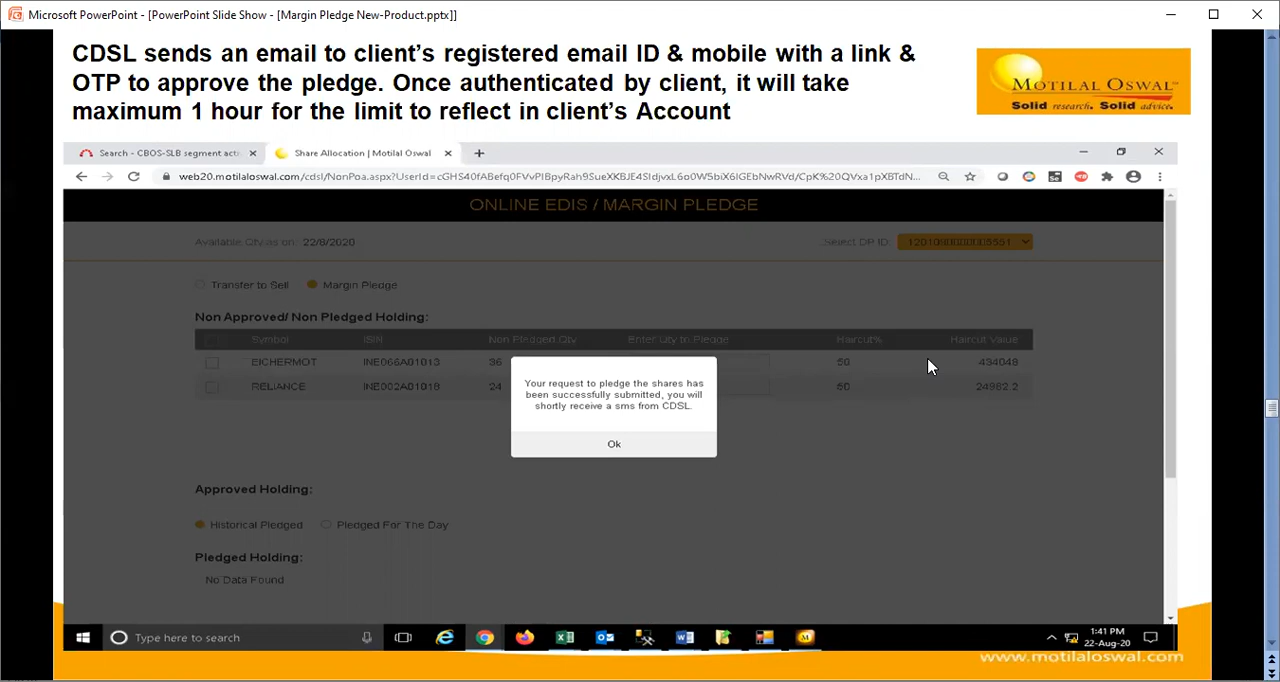 Microsoft PowerPoint - [PowerPoint Slide Show - [Margin Pledge New-Product.pptx]]
CDSL sends an email to client's registered email ID & mobile with a link &
OTP to approve the pledge. Once authenticated by client, it will take
maximum 1 hour for the limit to reflect in client's Account
MOTILAL OSWAL
Solid research. Solid advice.
Search - CBOS-SLB segment acti
Share Allocation | Motilal Oswal
ONLINE EDIS / MARGIN PLEDGE
Available Qty as on: 22/8/2020
Select DP ID:
Transfer to Sell Margin Pledge
Non Approved/ Non Pledged Holding:
Symbol ISIN Non Pledged Qty Enter Qty to Pledge Haircut% Haircut Value
EICHERMOT INE066A01013 36 50 434048
RELIANCE INE002A01018 24 50 24982.2
Your request to pledge the shares has
been successfully submitted, you will
shortly receive a sms from CDSL.
Ok
Approved Holding:
Historical Pledged Pledged For The Day
Pledged Holding:
No Data Found
Type here to search
1:41 PM
22-Aug-20
www.motilaloswal.com